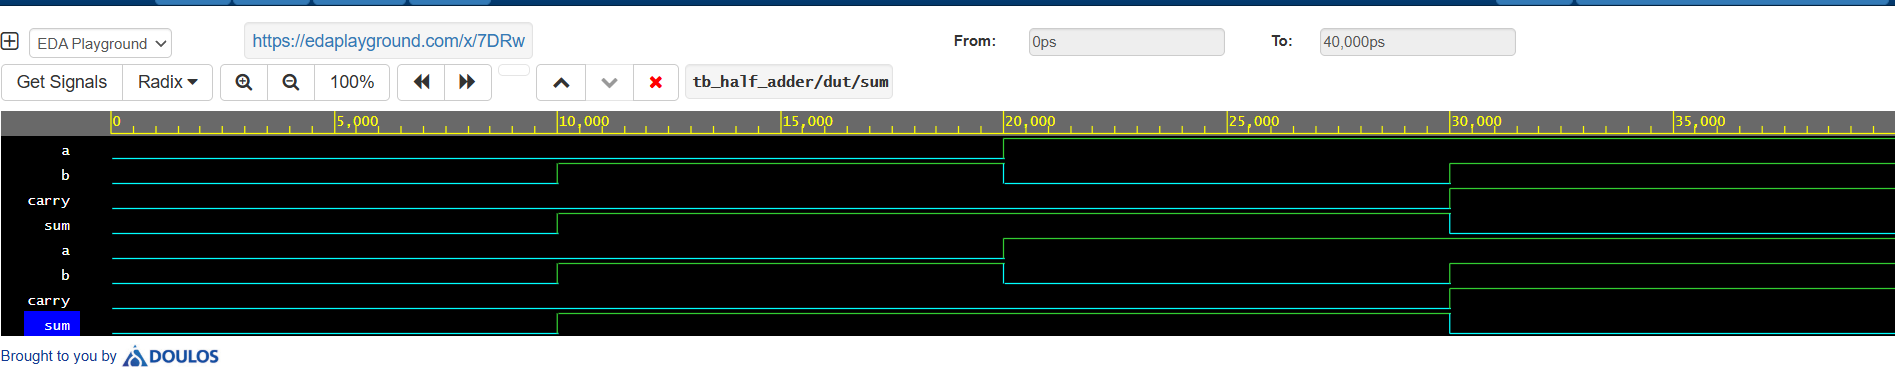 EDA Playground https://edaplayground.com/x/7DRw From: 0ps To: 40,000ps
Get Signals Radix 100% tb_half_adder/dut/sum
0 5,000 10,000 15,000 20,000 25,000 30,000 35,000
a
b
carry
sum
a
b
carry
sum
Brought to you by DOULOS